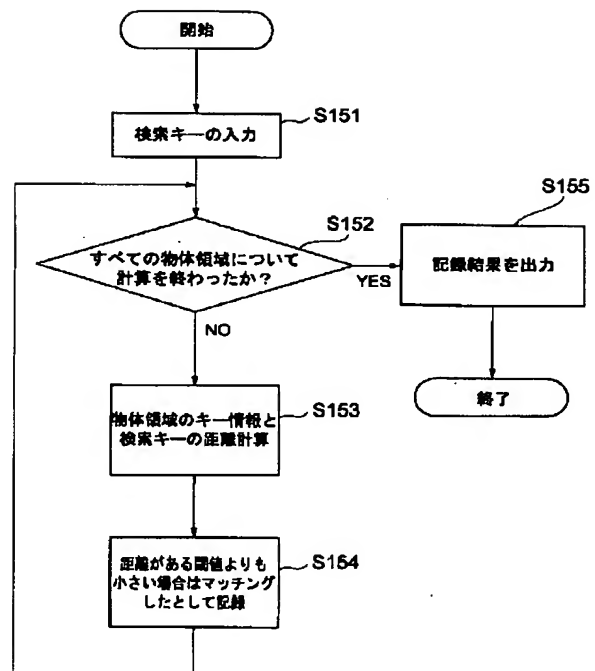 開始
検索キーの入力
S151
すべての物体領域について
計算を終わったか？
S152
YES
NO
記録結果を出力
S155
終了
物体領域のキー情報と
検索キーの距離計算
S153
距離がある閾値よりも
小さい場合はマッチング
したとして記録
S154